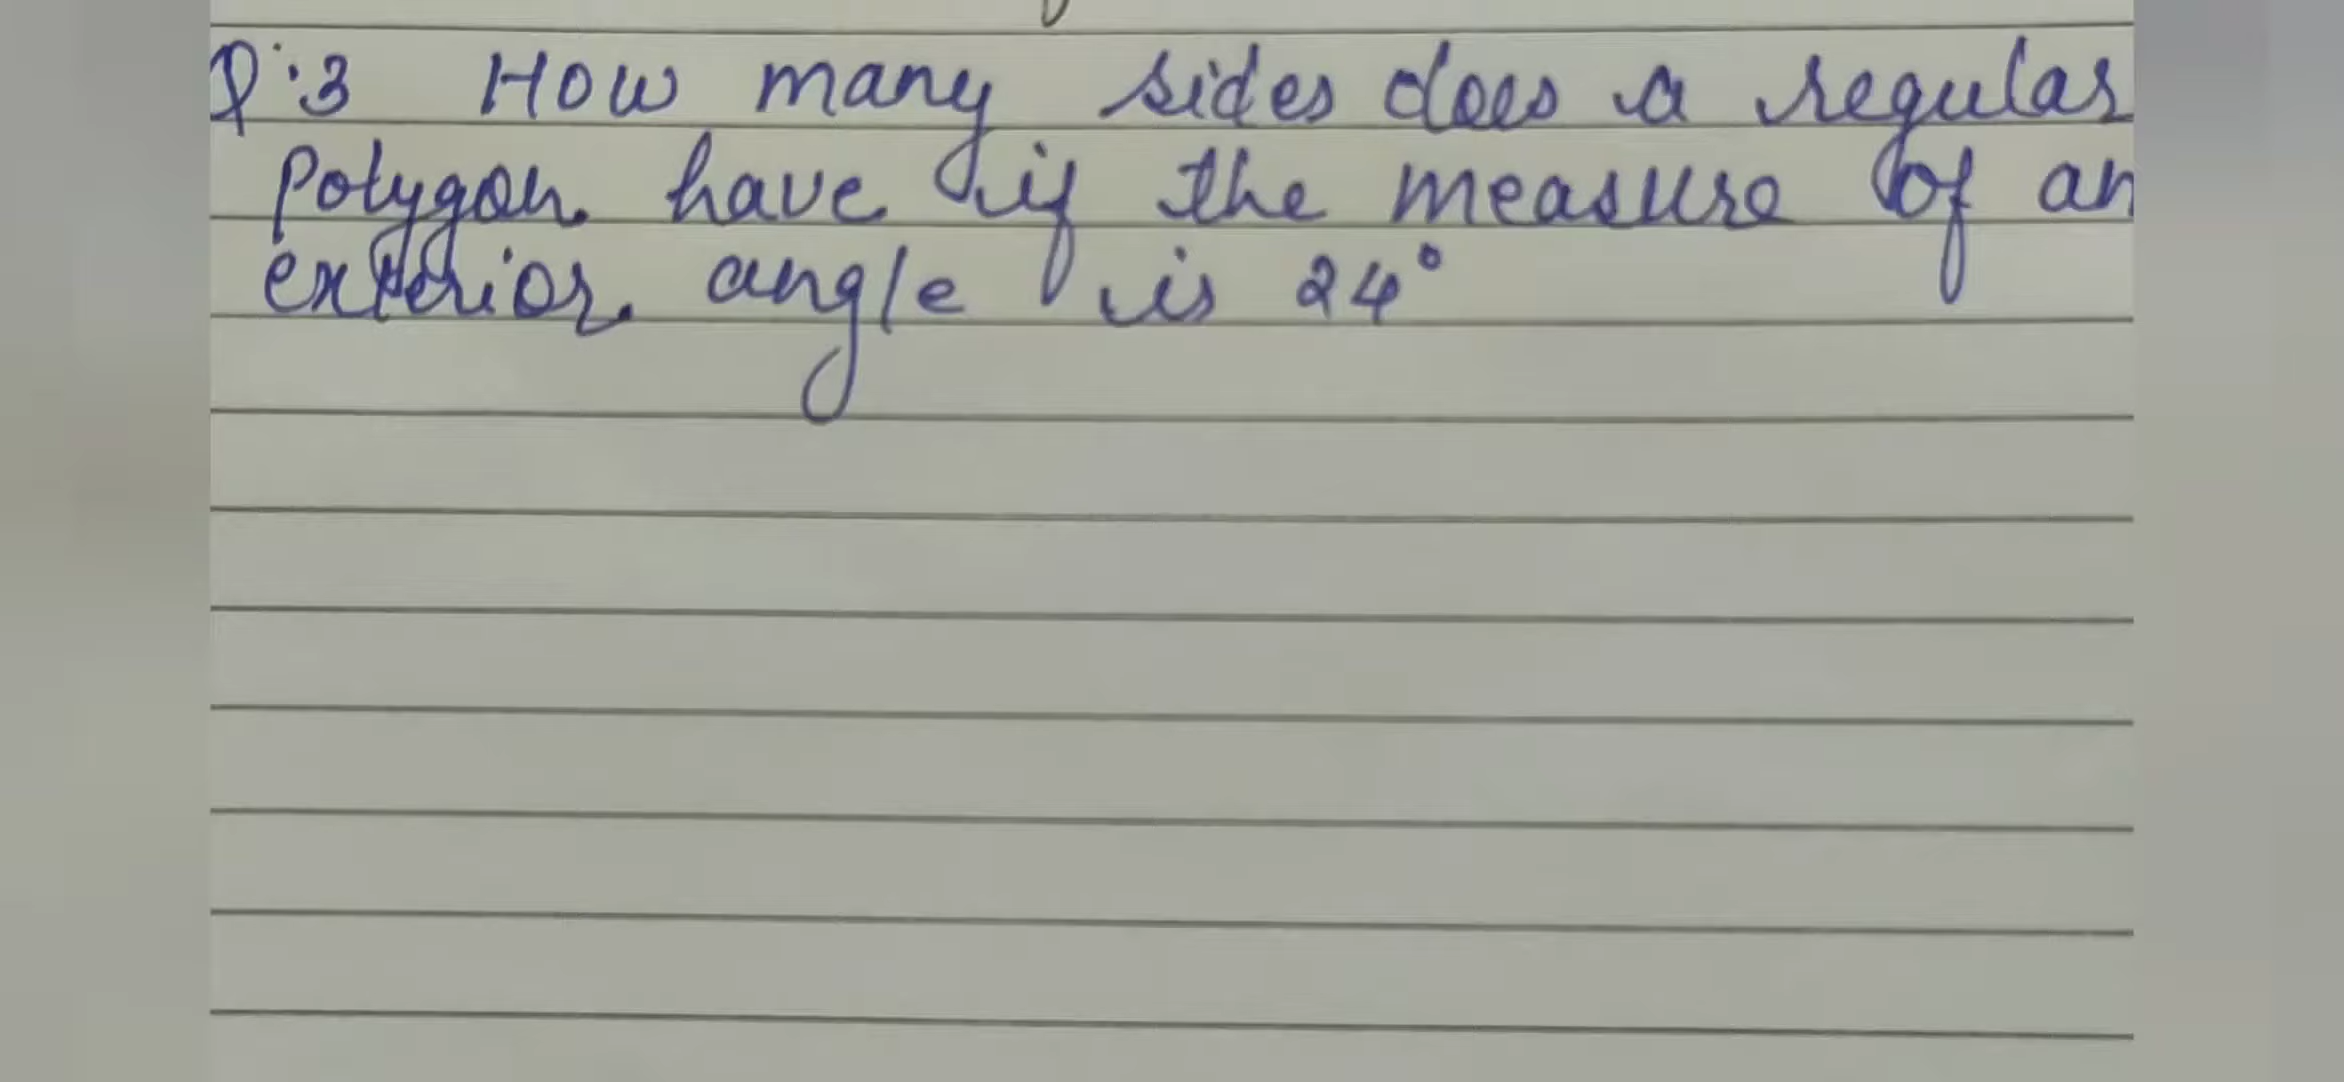 Q.3 How many sides does a regular
polygon have if the measure of an
exterior angle is 24°